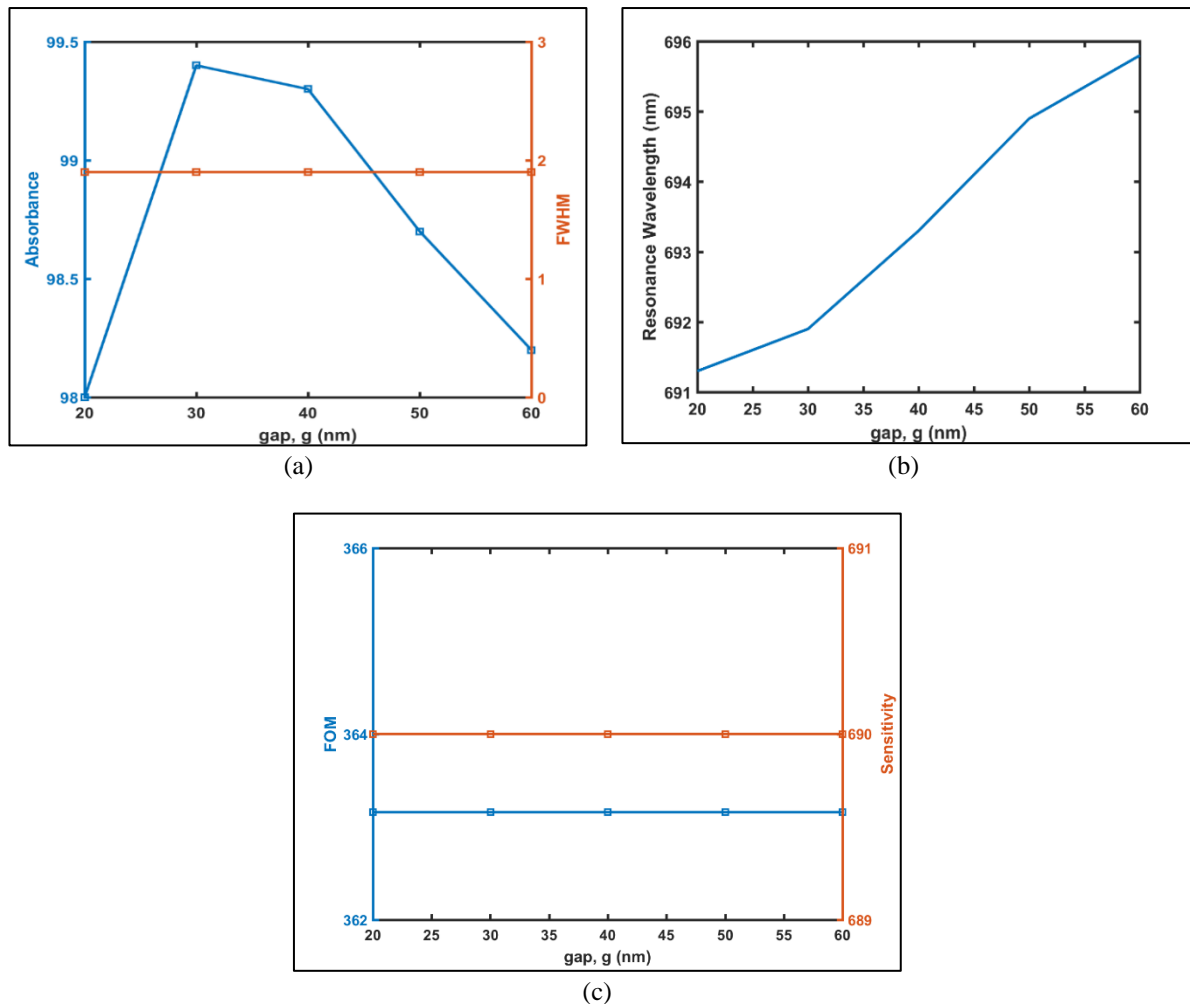 99.5
99
98.5
98
Absorbance
3
2
1
0
FWHM
20 30 40 50 60
gap, g (nm)
(a)
696
695
694
693
692
691
Resonance Wavelength (nm)
20 25 30 35 40 45 50 55 60
gap, g (nm)
(b)
366
364
362
FOM
691
690
689
Sensitivity
20 25 30 35 40 45 50 55 60
gap, g (nm)
(c)